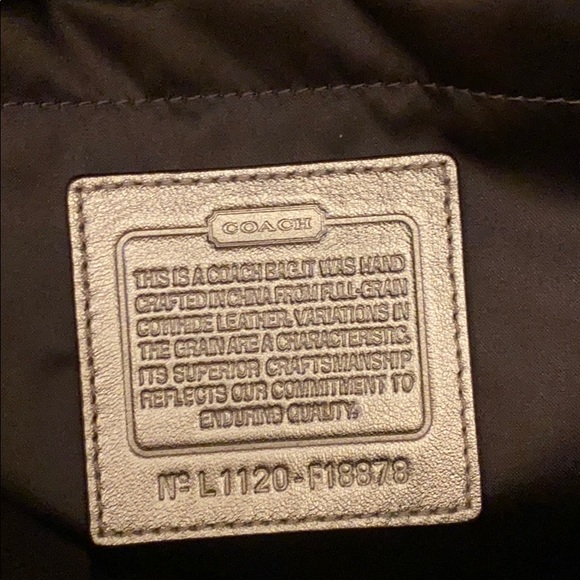 COACH
THIS IS A COACH BAG.IT WAS HAND
CRAFTED IN CHINA FROM FULL-GRAIN
COWHIDE LEATHER. VARIATIONS IN
THE GRAIN ARE A CHARACTERISTIC.
ITS SUPERIOR CRAFTSMANSHIP
REFLECTS OUR COMMITMENT TO
ENDURING QUALITY.
Nº L1120-F18878